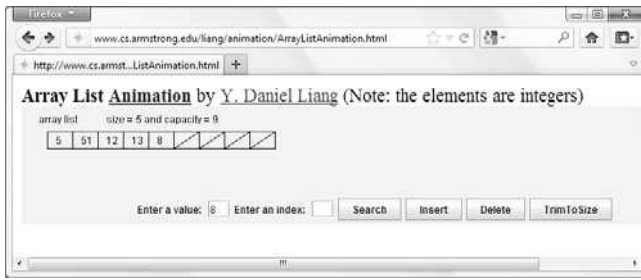 Firefox
www.cs.armstrong.edu/liang/animation/ArrayListAnimation.html
http://www.cs.armst...ListAnimation.html +
Array List Animation by Y. Daniel Liang (Note: the elements are integers)
array list size = 5 and capacity = 9
5 51 12 13 8
Enter a value: 8 Enter an index: Search Insert Delete TrimToSize